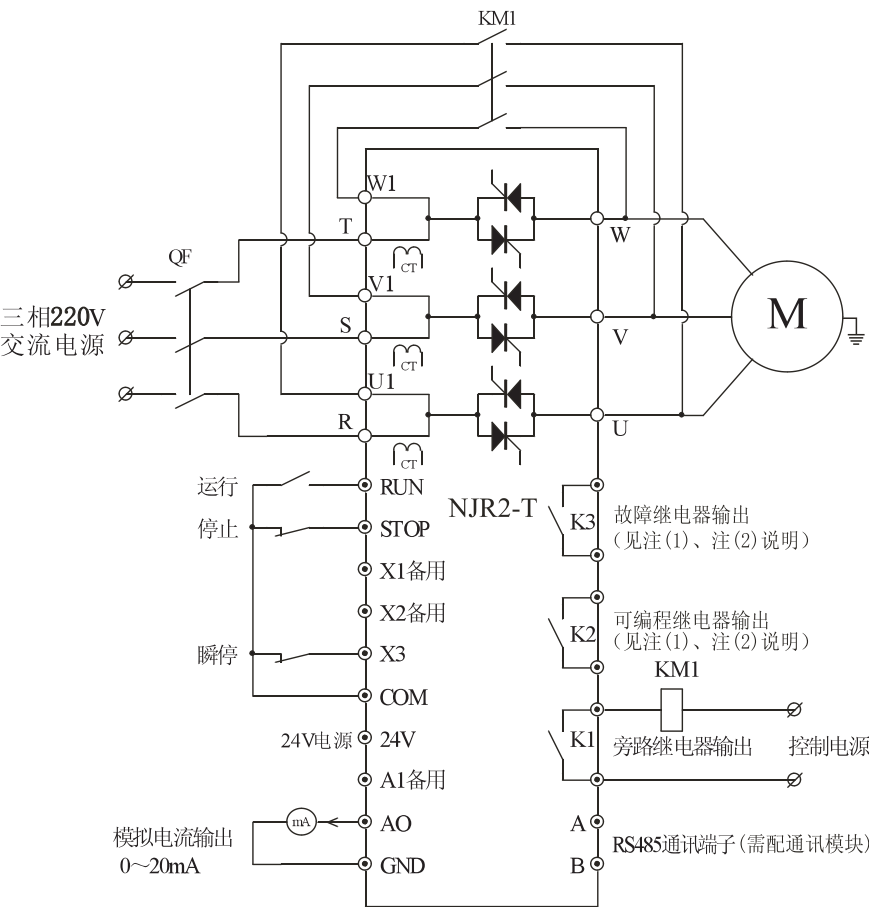 KM1
W1
T
W
QF
CT
V1
三相220V
交流电源
S
V
M
CT
U1
R
U
CT
运行
RUN
NJR2-T
K3
故障继电器输出
(见注(1)、注(2)说明)
停止
STOP
X1备用
X2备用
K2
可编程继电器输出
(见注(1)、注(2)说明)
瞬停
X3
KM1
COM
24V电源
24V
K1
旁路继电器输出
控制电源
A1备用
模拟电流输出
0～20mA
mA
AO
A
RS485通讯端子(需配通讯模块)
GND
B